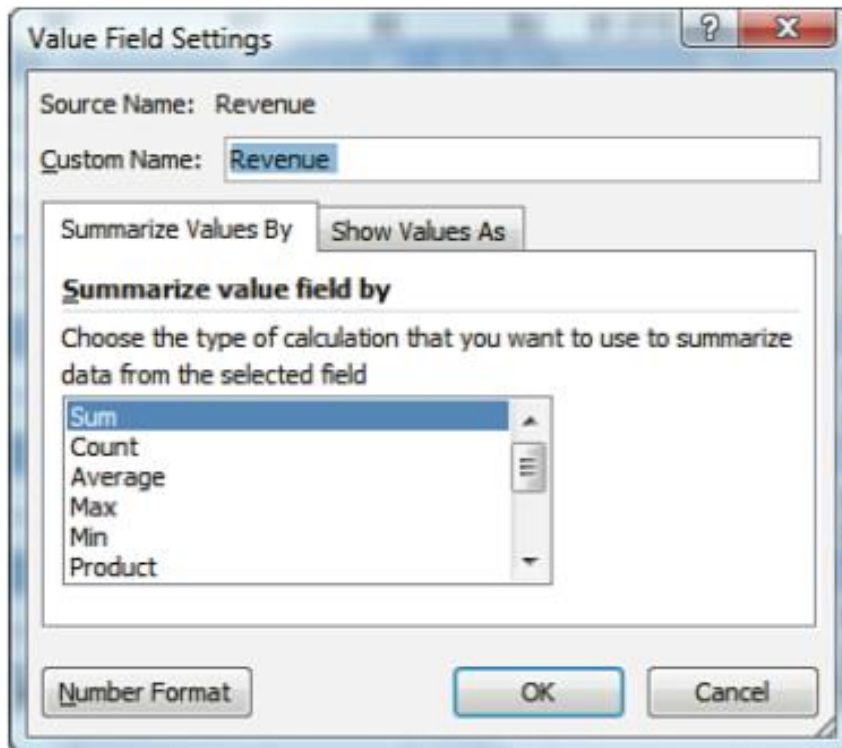 Value Field Settings
?
X
Source Name: Revenue
Custom Name: Revenue
Summarize Values By Show Values As
Summarize value field by
Choose the type of calculation that you want to use to summarize
data from the selected field
Sum
Count
Average
Max
Min
Product
Number Format OK Cancel